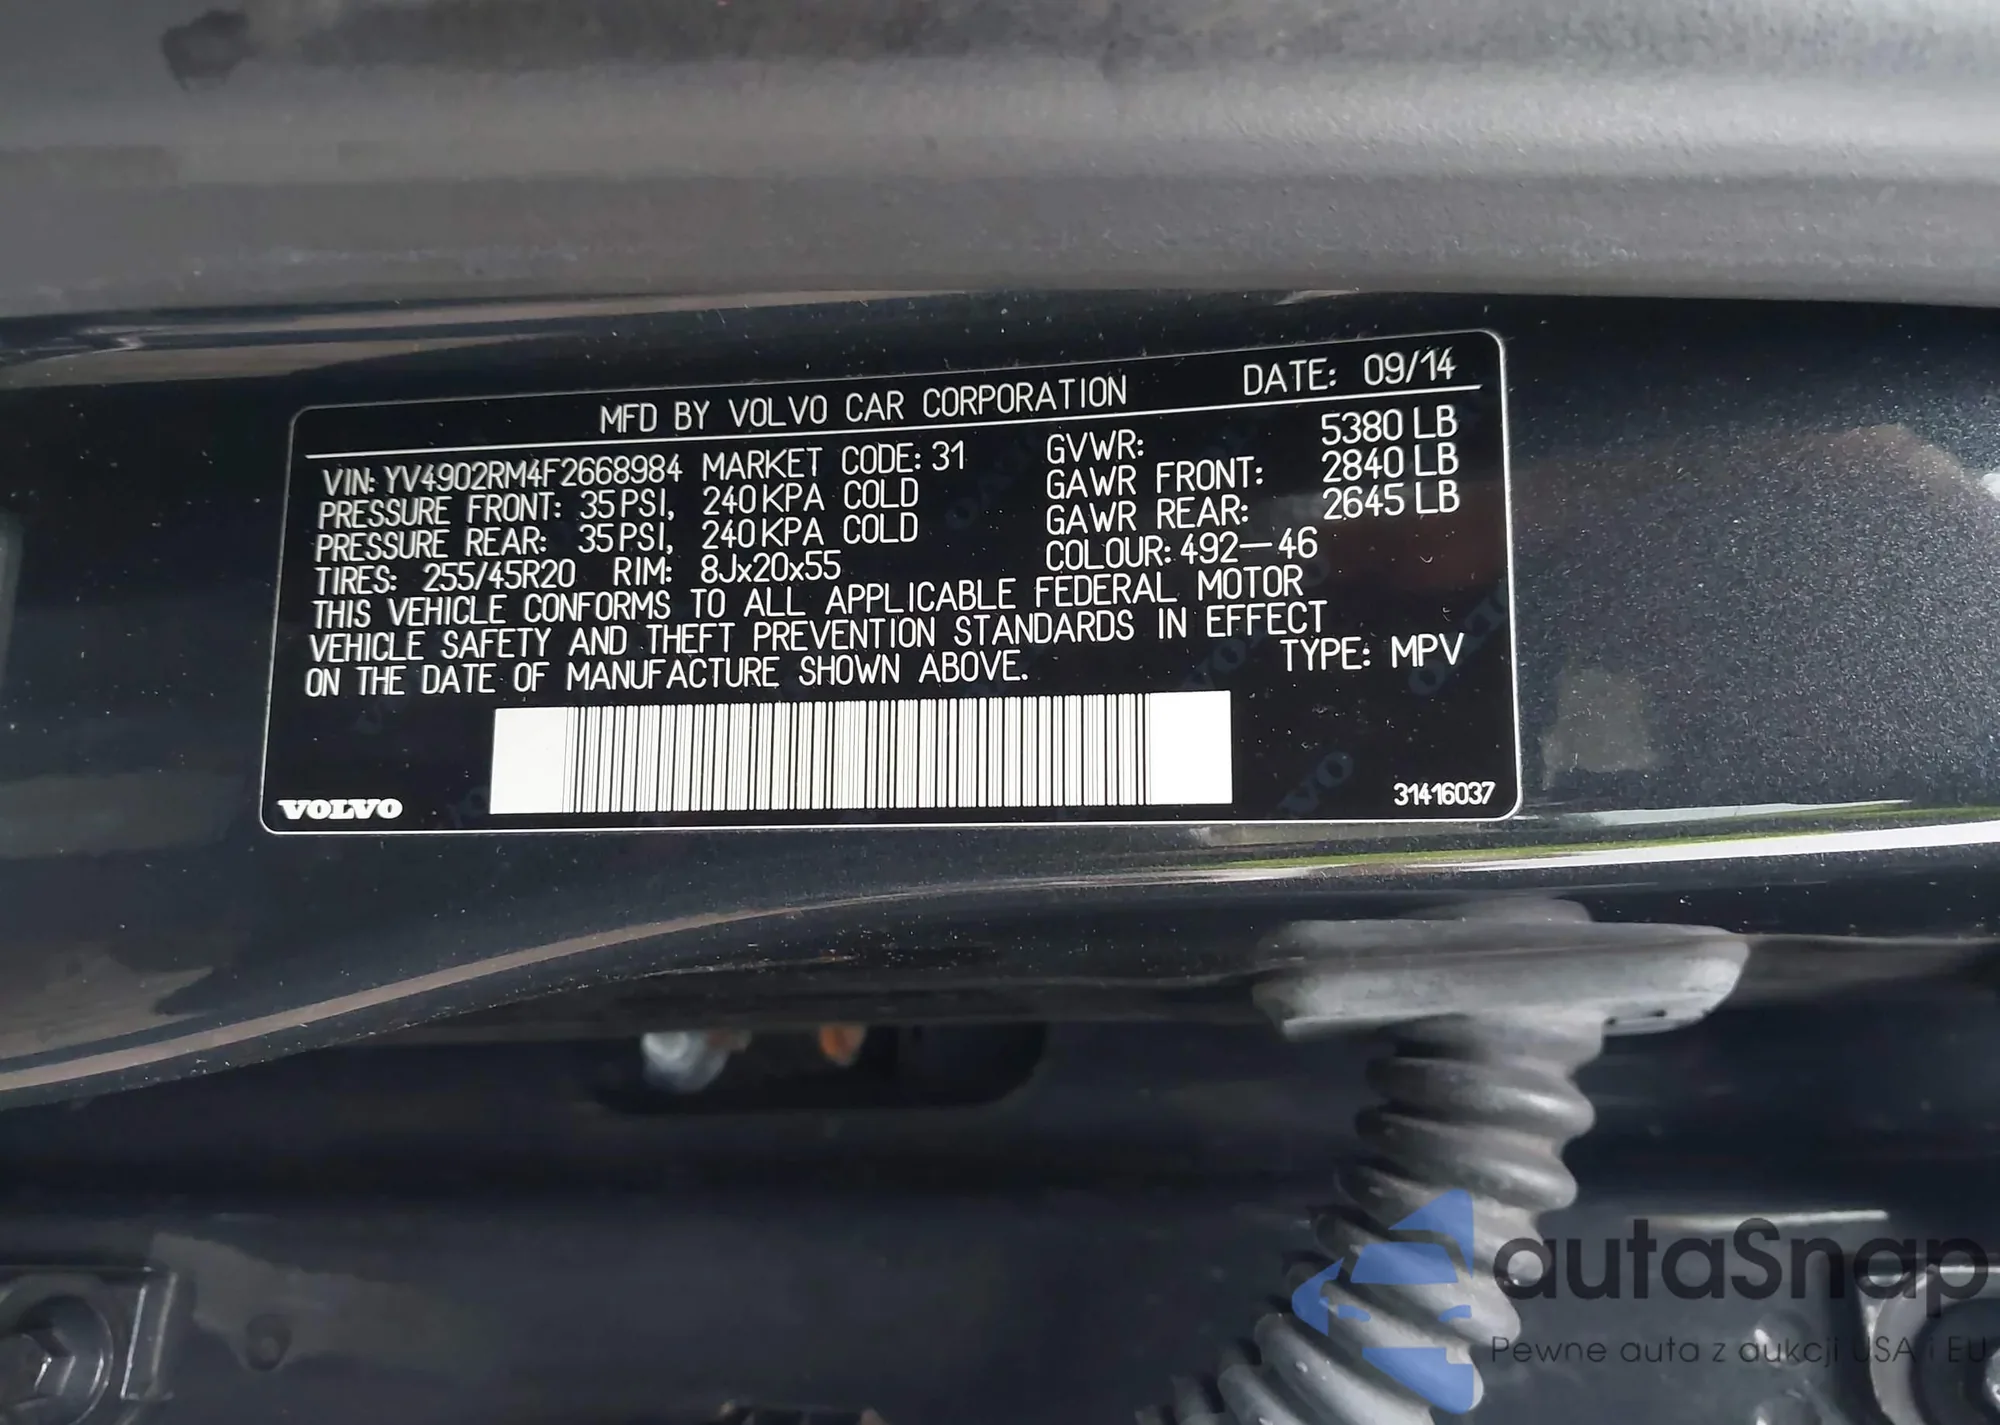 MFD BY VOLVO CAR CORPORATION DATE: 09/14
VIN: YV4902RM4F2668984 MARKET CODE: 31 GVWR: 5380 LB
PRESSURE FRONT: 35 PSI, 240 KPA COLD GAWR FRONT: 2840 LB
PRESSURE REAR: 35 PSI, 240 KPA COLD GAWR REAR: 2645 LB
TIRES: 255/45R20 RIM: 8Jx20x55 COLOUR: 492-46
THIS VEHICLE CONFORMS TO ALL APPLICABLE FEDERAL MOTOR
VEHICLE SAFETY AND THEFT PREVENTION STANDARDS IN EFFECT
ON THE DATE OF MANUFACTURE SHOWN ABOVE. TYPE: MPV
VOLVO 31416037
autaSnap
Pewne auta z aukcji USA i EU